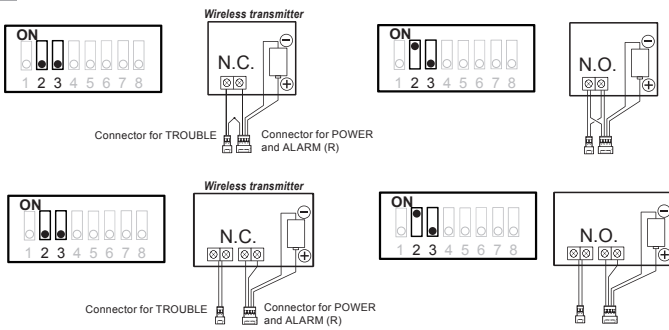 Wireless transmitter
ON
1 2 3 4 5 6 7 8
N.C.
ON
1 2 3 4 5 6 7 8
N.O.
Connector for TROUBLE
Connector for POWER
and ALARM (R)
Wireless transmitter
ON
1 2 3 4 5 6 7 8
N.C.
ON
1 2 3 4 5 6 7 8
N.O.
Connector for TROUBLE
Connector for POWER
and ALARM (R)